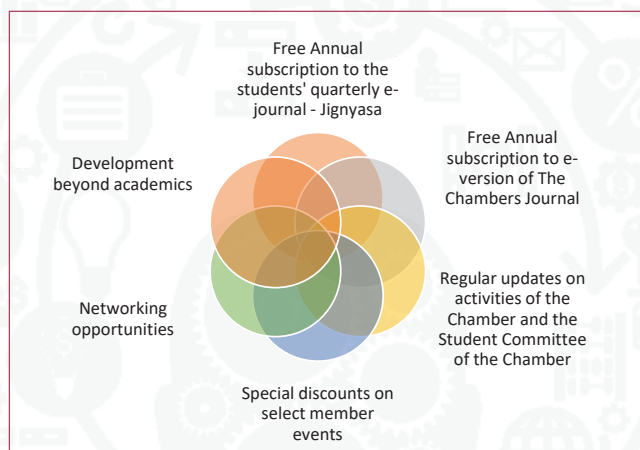 Free Annual
subscription to the
students' quarterly e-
journal - Jignyasa
Free Annual
subscription to e-
version of The
Chambers Journal
Regular updates on
activities of the
Chamber and the
Student Committee
of the Chamber
Special discounts on
select member
events
Networking
opportunities
Development
beyond academics